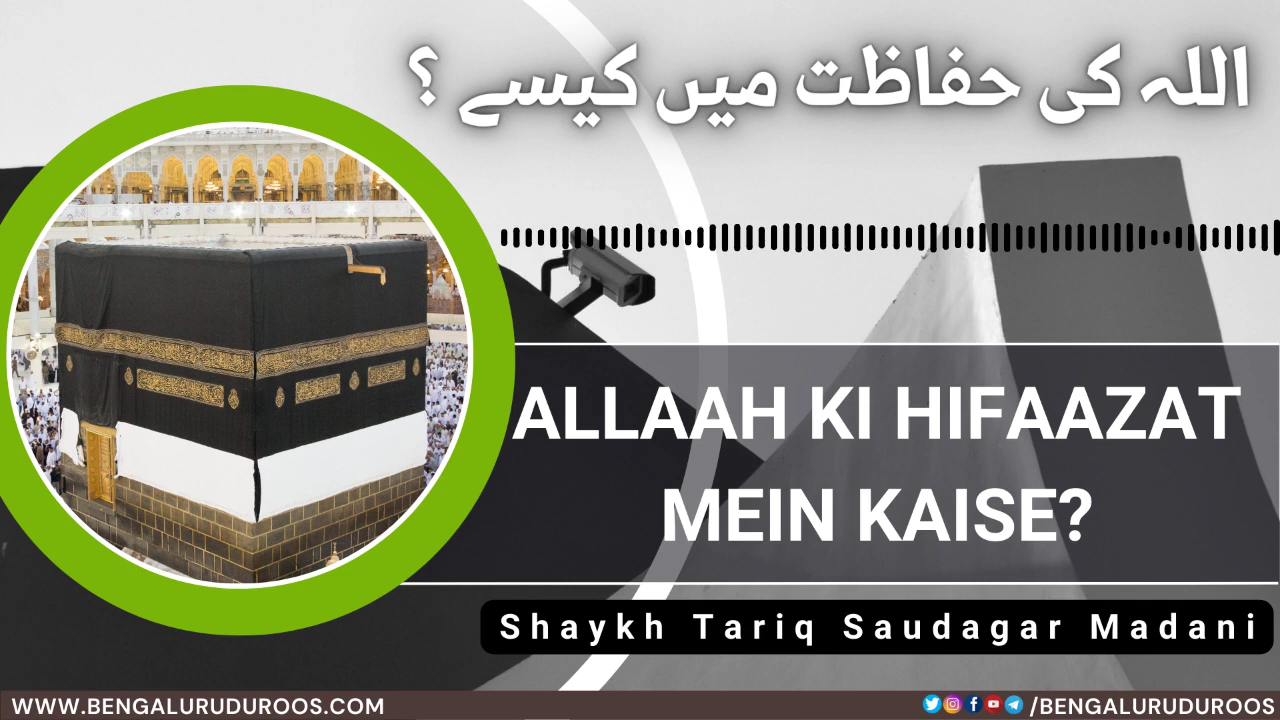 اللہ کی حفاظت میں کیسے ؟
ALLAAH KI HIFAAZAT
MEIN KAISE?
Shaykh Tariq Saudagar Madani
WWW.BENGALURUDUROOS.COM
/BENGALURUDUROOS